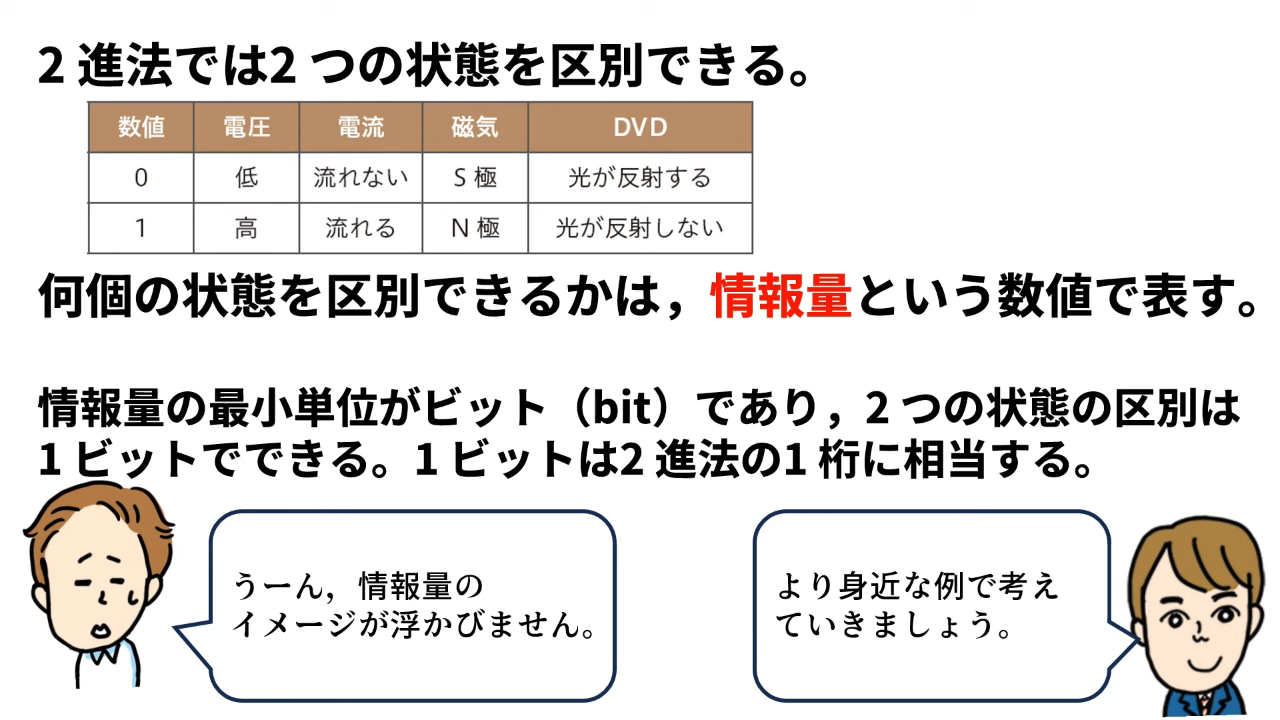 2 進法では2 つの状態を区別できる。
数値 電圧 電流 磁気 DVD
0 低 流れない S 極 光が反射する
1 高 流れる N 極 光が反射しない
何個の状態を区別できるかは，情報量という数値で表す。
情報量の最小単位がビット（bit）であり，2 つの状態の区別は
1 ビットでできる。1 ビットは2 進法の1 桁に相当する。
うーん，情報量の
イメージが浮かびません。
より身近な例で考え
ていきましょう。